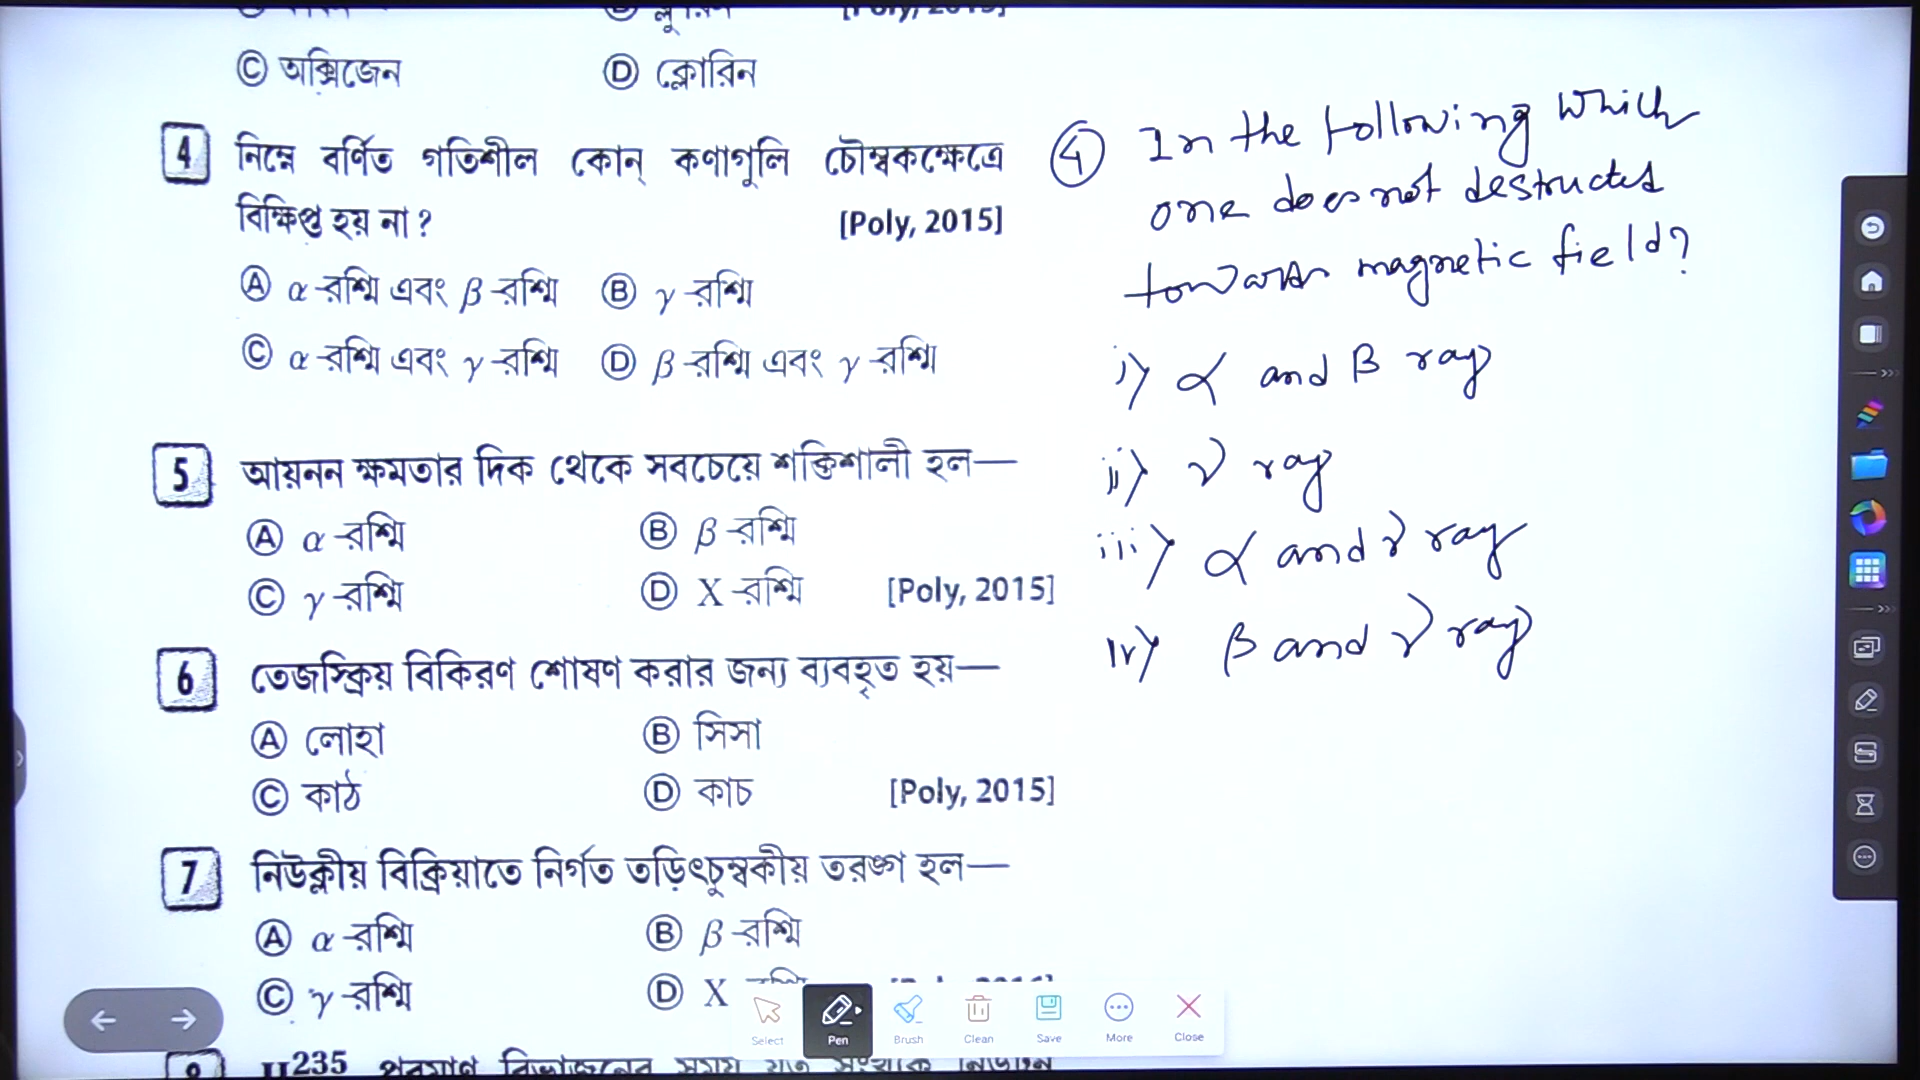 Ⓒ অক্সিজেন Ⓓ ক্লোরিন
4 নিম্নে বর্ণিত গতিশীল কোন্ কণাগুলি চৌম্বকক্ষেত্রে
বিক্ষিপ্ত হয় না? [Poly, 2015]
Ⓐ α-রশ্মি এবং β-রশ্মি Ⓑ γ-রশ্মি
Ⓒ α-রশ্মি এবং γ-রশ্মি Ⓓ β-রশ্মি এবং γ-রশ্মি
5 আয়নন ক্ষমতার দিক থেকে সবচেয়ে শক্তিশালী হল—
Ⓐ α-রশ্মি Ⓑ β-রশ্মি
Ⓒ γ-রশ্মি Ⓓ X-রশ্মি [Poly, 2015]
6 তেজস্ক্রিয় বিকিরণ শোষণ করার জন্য ব্যবহৃত হয়—
Ⓐ লোহা Ⓑ সিসা
Ⓒ কাঠ Ⓓ কাচ [Poly, 2015]
7 নিউক্লীয় বিক্রিয়াতে নির্গত তড়িৎচুম্বকীয় তরঙ্গ হল—
Ⓐ α-রশ্মি Ⓑ β-রশ্মি
Ⓒ γ-রশ্মি Ⓓ X
U235
④ In the following which
one does not destructed
towards magnetic field?
i) α and β ray
ii) γ ray
iii) α and γ ray
iv) β and γ ray
Select Pen Brush Clean Save More Close